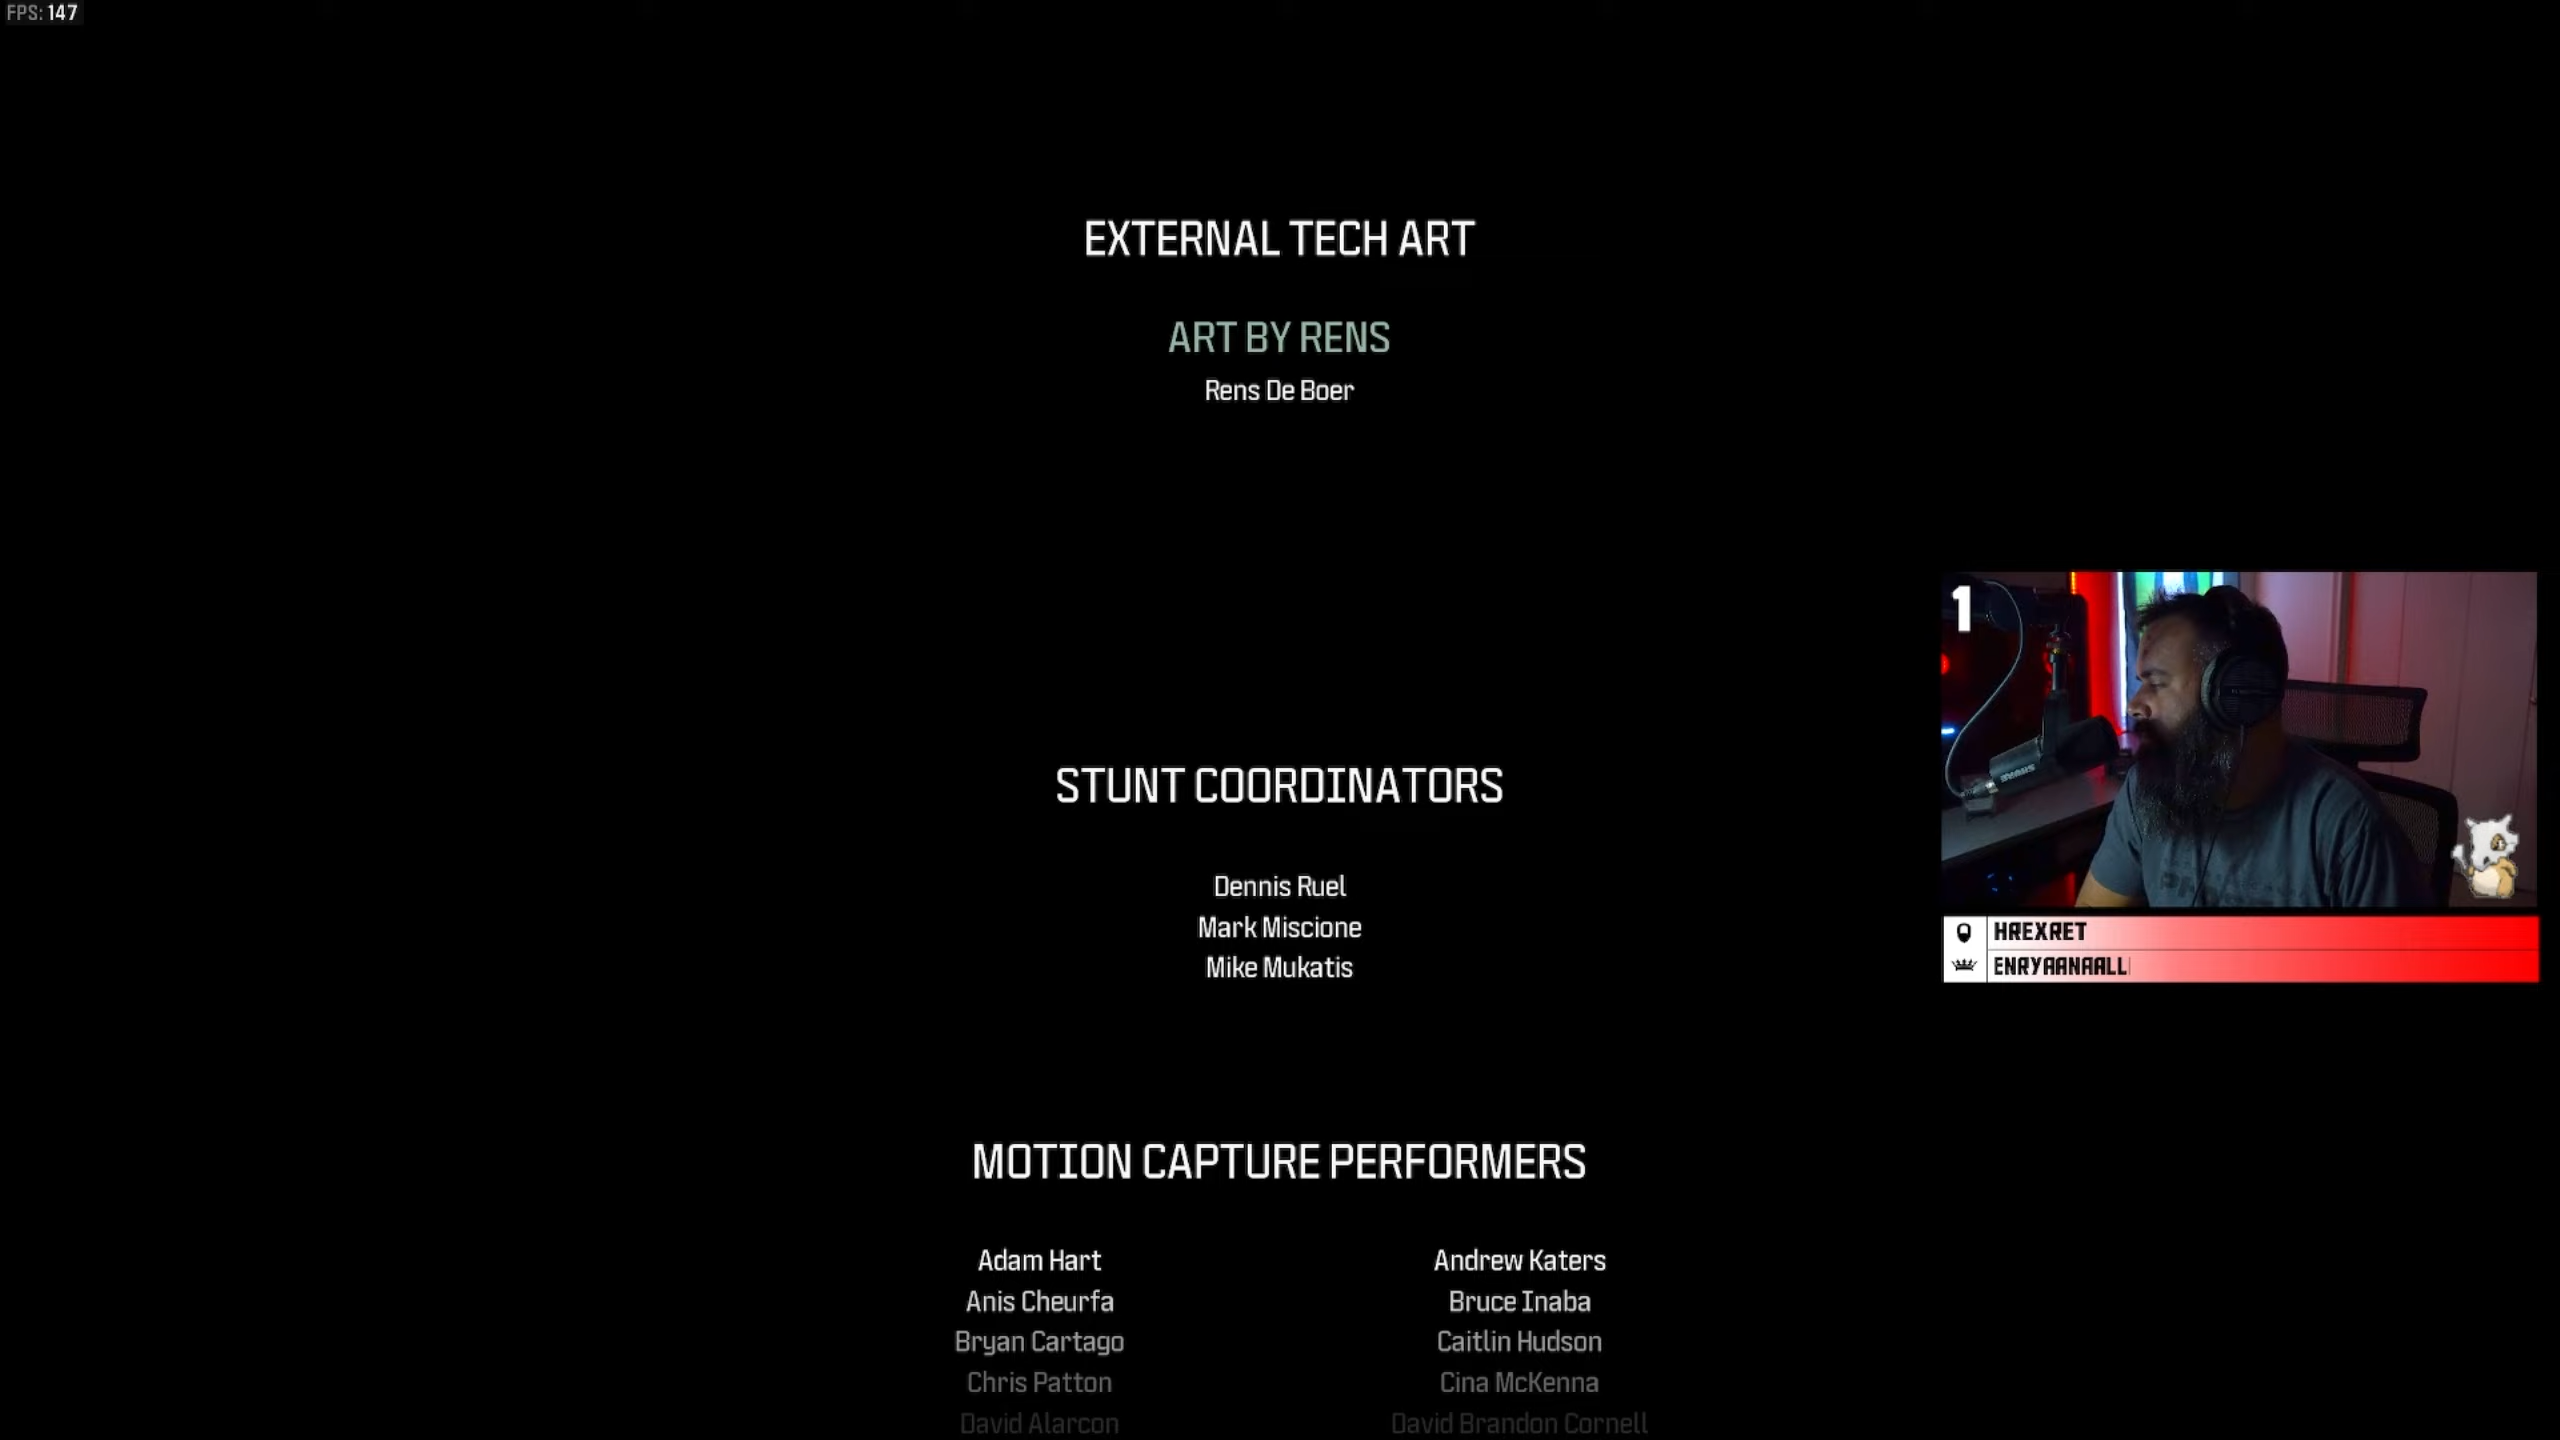 FPS: 147
EXTERNAL TECH ART
ART BY RENS
Rens De Boer
STUNT COORDINATORS
Dennis Ruel
Mark Miscione
Mike Mukatis
1
HREXRET
ENRYAANAALL
MOTION CAPTURE PERFORMERS
Adam Hart
Andrew Katers
Anis Cheurfa
Bruce Inaba
Bryan Cartago
Caitlin Hudson
Chris Patton
Cina McKenna
David Alarcon
David Brandon Cornell